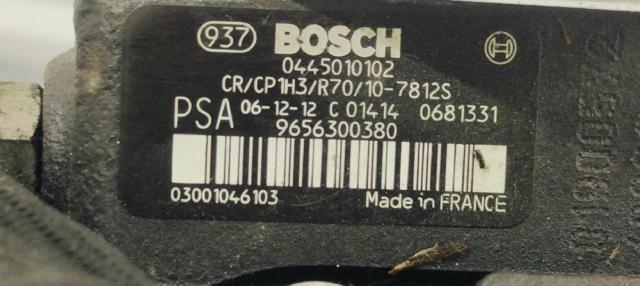 937 BOSCH
0445010102
CR/CP1H3/R70/10-7812S
PSA 06-12-12 C 01414 0681331
9656300380
03001046103 Made in FRANCE